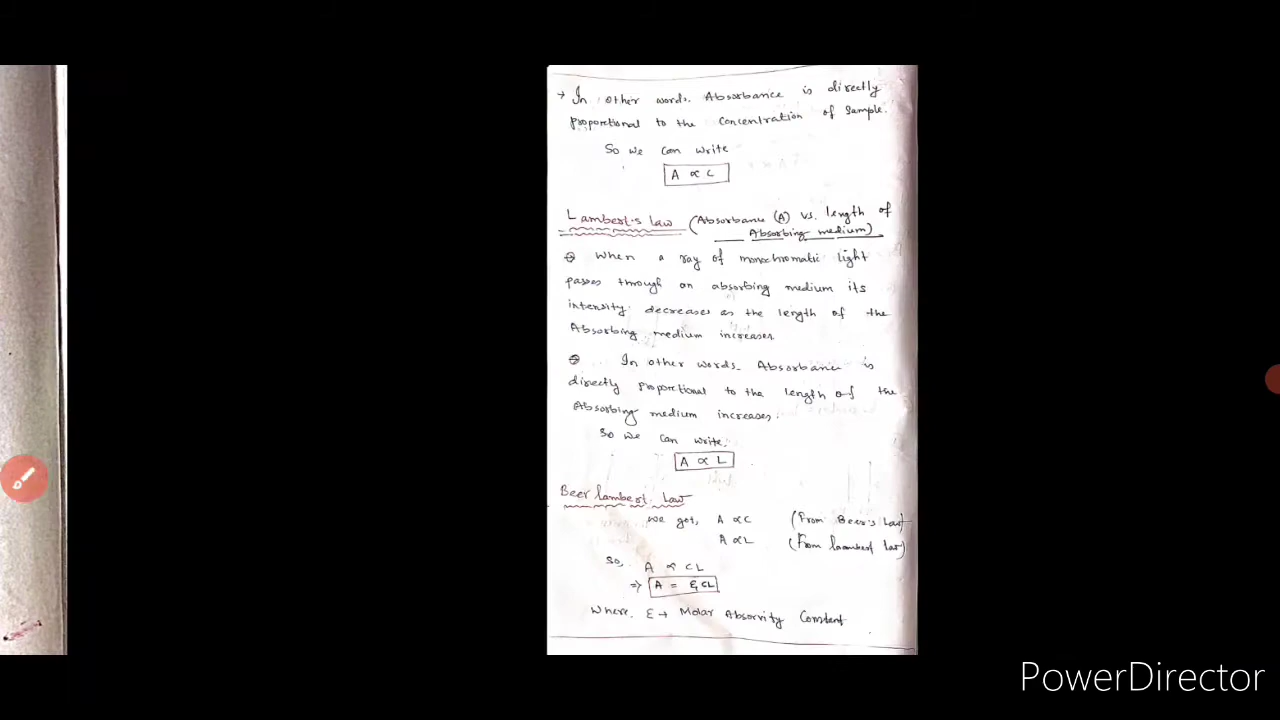 → In other words. Absorbance is directly
proportional to the Concentration of Sample.
So we can write
A ∝ C
Lambert's law (Absorbance (A) vs. length of
Absorbing medium)
When a ray of monochromatic light
passes through an absorbing medium its
intensity decreases as the length of the
Absorbing medium increases.
In other words. Absorbance is
directly proportional to the length of the
Absorbing medium increases.
So we can write.
A ∝ L
Beer lambert Law
We got, A ∝ C (From Beer's Law)
A ∝ L (From laambert law)
So, A ∝ CL
⇒ A = ε CL
Where. ε → Molar Absorvity Constant
PowerDirector